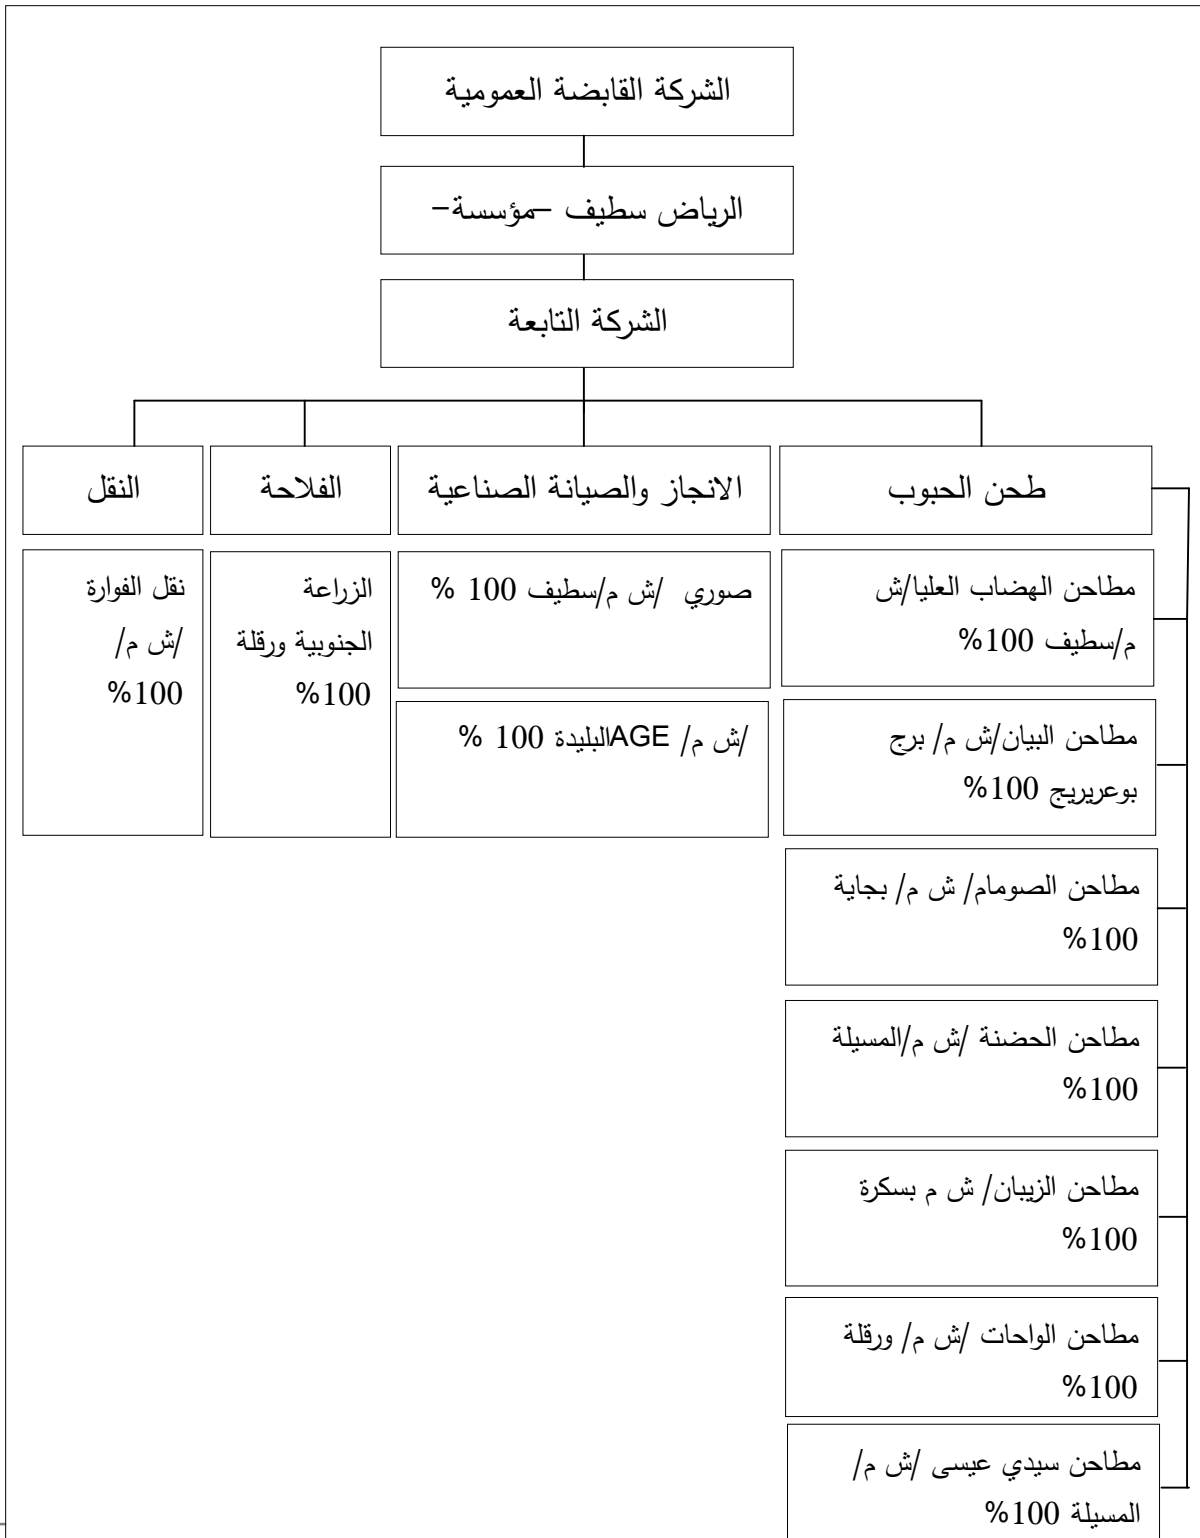 الشركة القابضة العمومية
الرياض سطيف –مؤسسة–
الشركة التابعة
طحن الحبوب
الانجاز والصيانة الصناعية
الفلاحة
النقل
مطاحن الهضاب العليا/ش
م/سطيف 100%
صوري /ش م/سطيف 100 %
الزراعة
الجنوبية ورقلة
100%
نقل الفوارة
/ش م/
100%
مطاحن البيان/ش م/ برج
بوعريريج 100%
/ش م/ AGEالبليدة 100 %
مطاحن الصومام/ ش م/ بجاية
100%
مطاحن الحضنة /ش م/المسيلة
100%
مطاحن الزيبان/ ش م بسكرة
100%
مطاحن الواحات /ش م/ ورقلة
100%
مطاحن سيدي عيسى /ش م/
المسيلة 100%